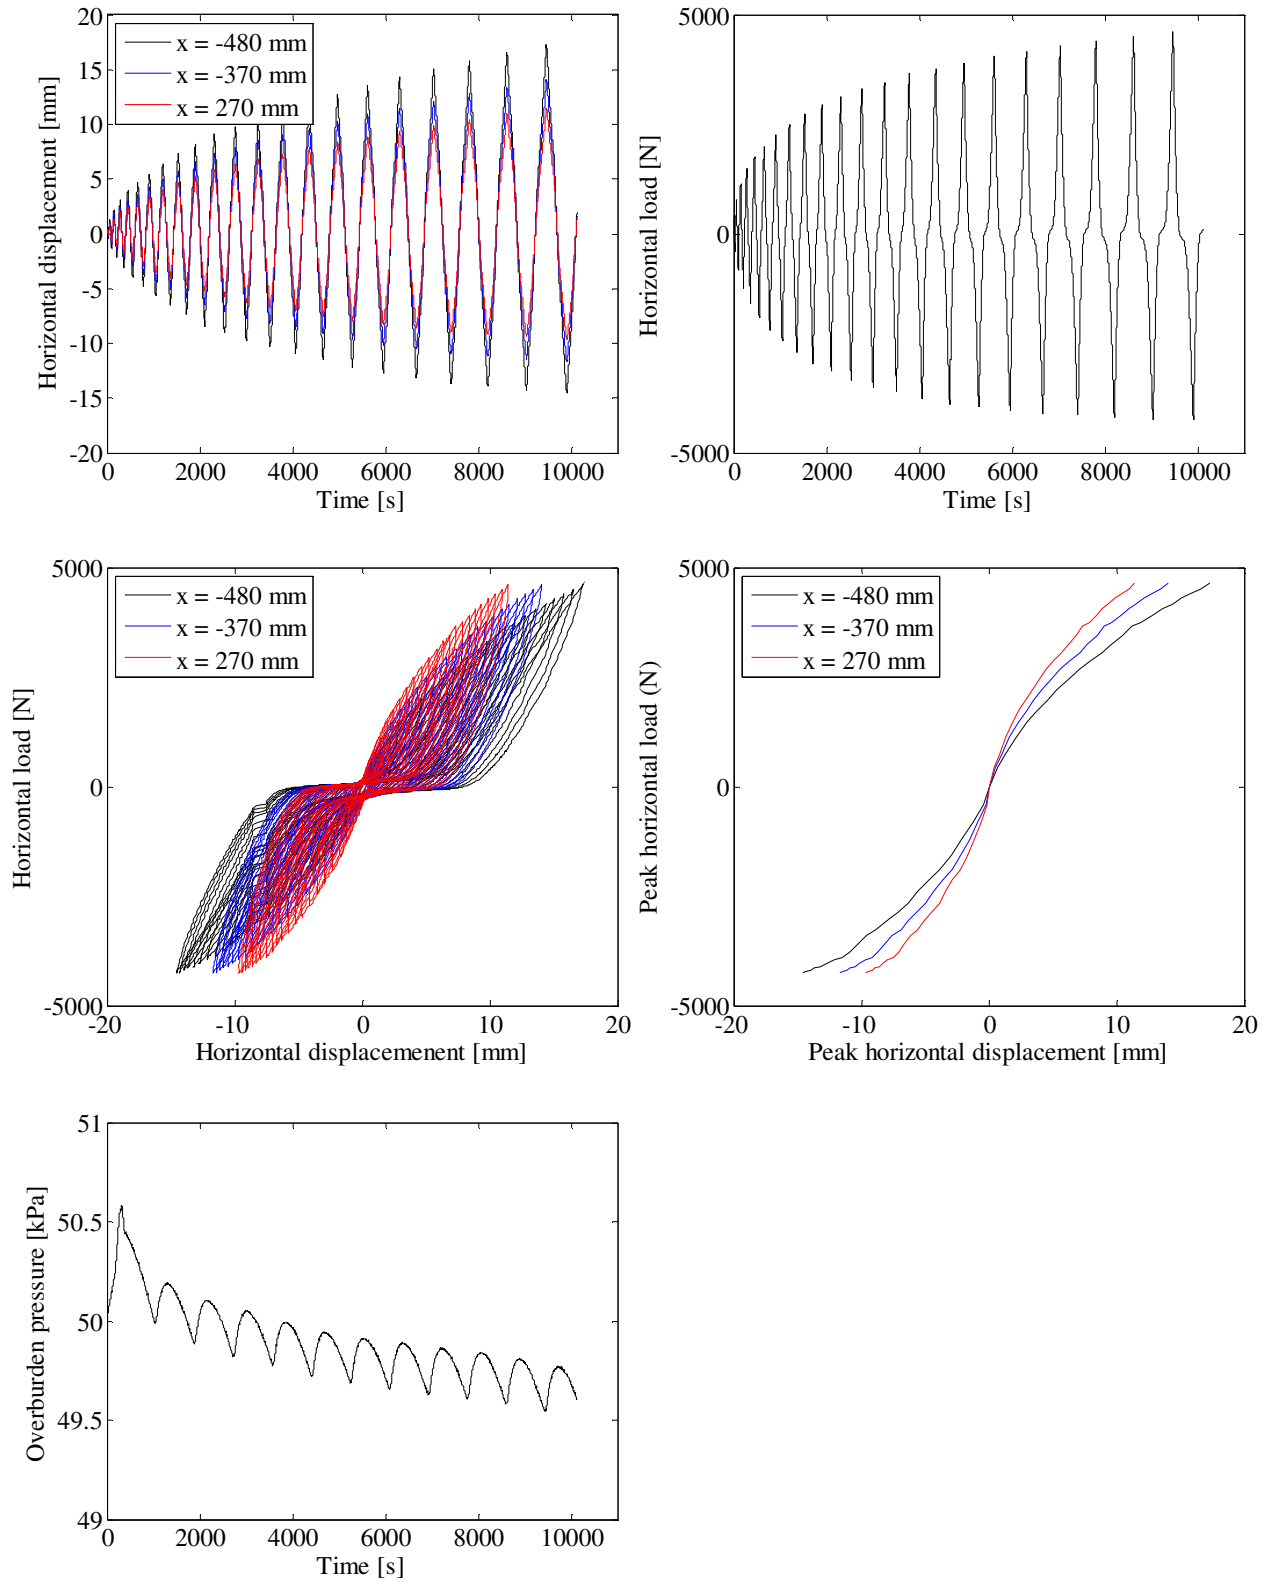 20
15
10
5
0
-5
-10
-15
-20
0 2000 4000 6000 8000 10000
Time [s]
Horizontal displacement [mm]
x = -480 mm
x = -370 mm
x = 270 mm
5000
0
-5000
0 2000 4000 6000 8000 10000
Time [s]
Horizontal load [N]
5000
0
-5000
-20 -10 0 10 20
Horizontal displacemenent [mm]
Horizontal load [N]
x = -480 mm
x = -370 mm
x = 270 mm
5000
0
-5000
-20 -10 0 10 20
Peak horizontal displacement [mm]
Peak horizontal load (N)
x = -480 mm
x = -370 mm
x = 270 mm
51
50.5
50
49.5
49
0 2000 4000 6000 8000 10000
Time [s]
Overburden pressure [kPa]